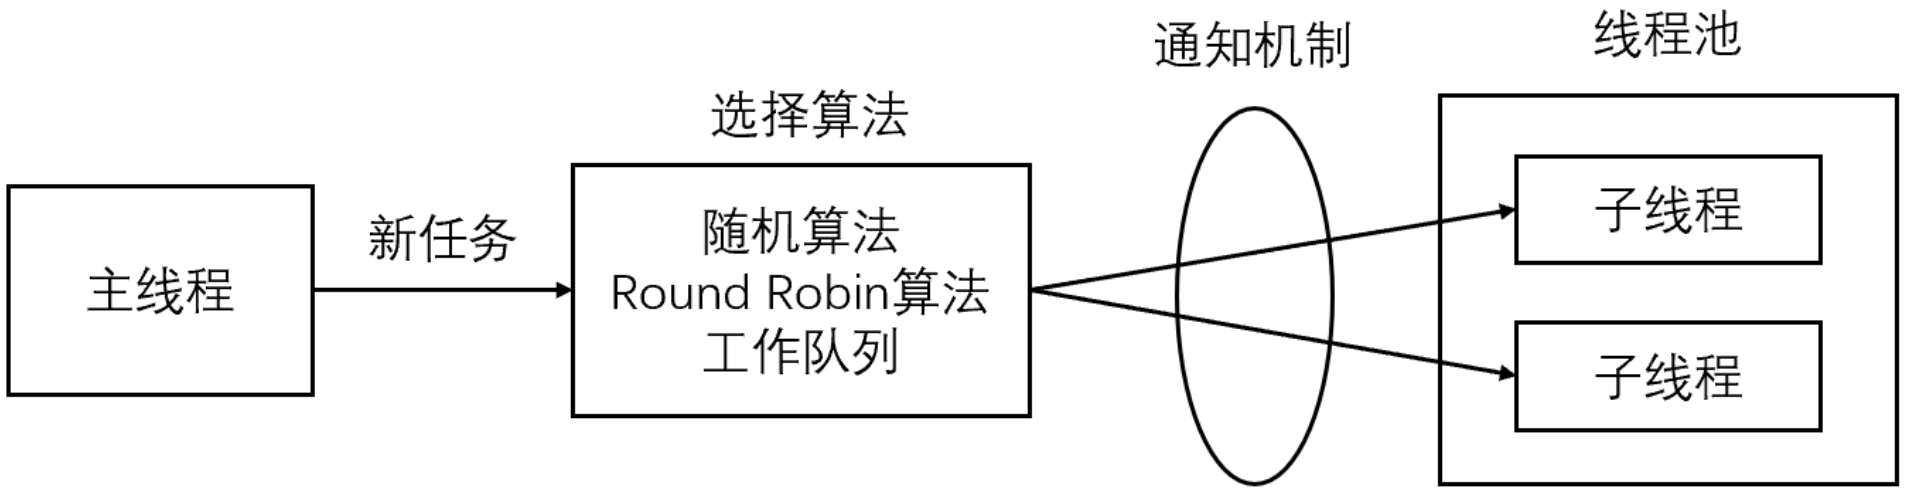 主线程
新任务
选择算法
随机算法
Round Robin算法
工作队列
通知机制
线程池
子线程
子线程